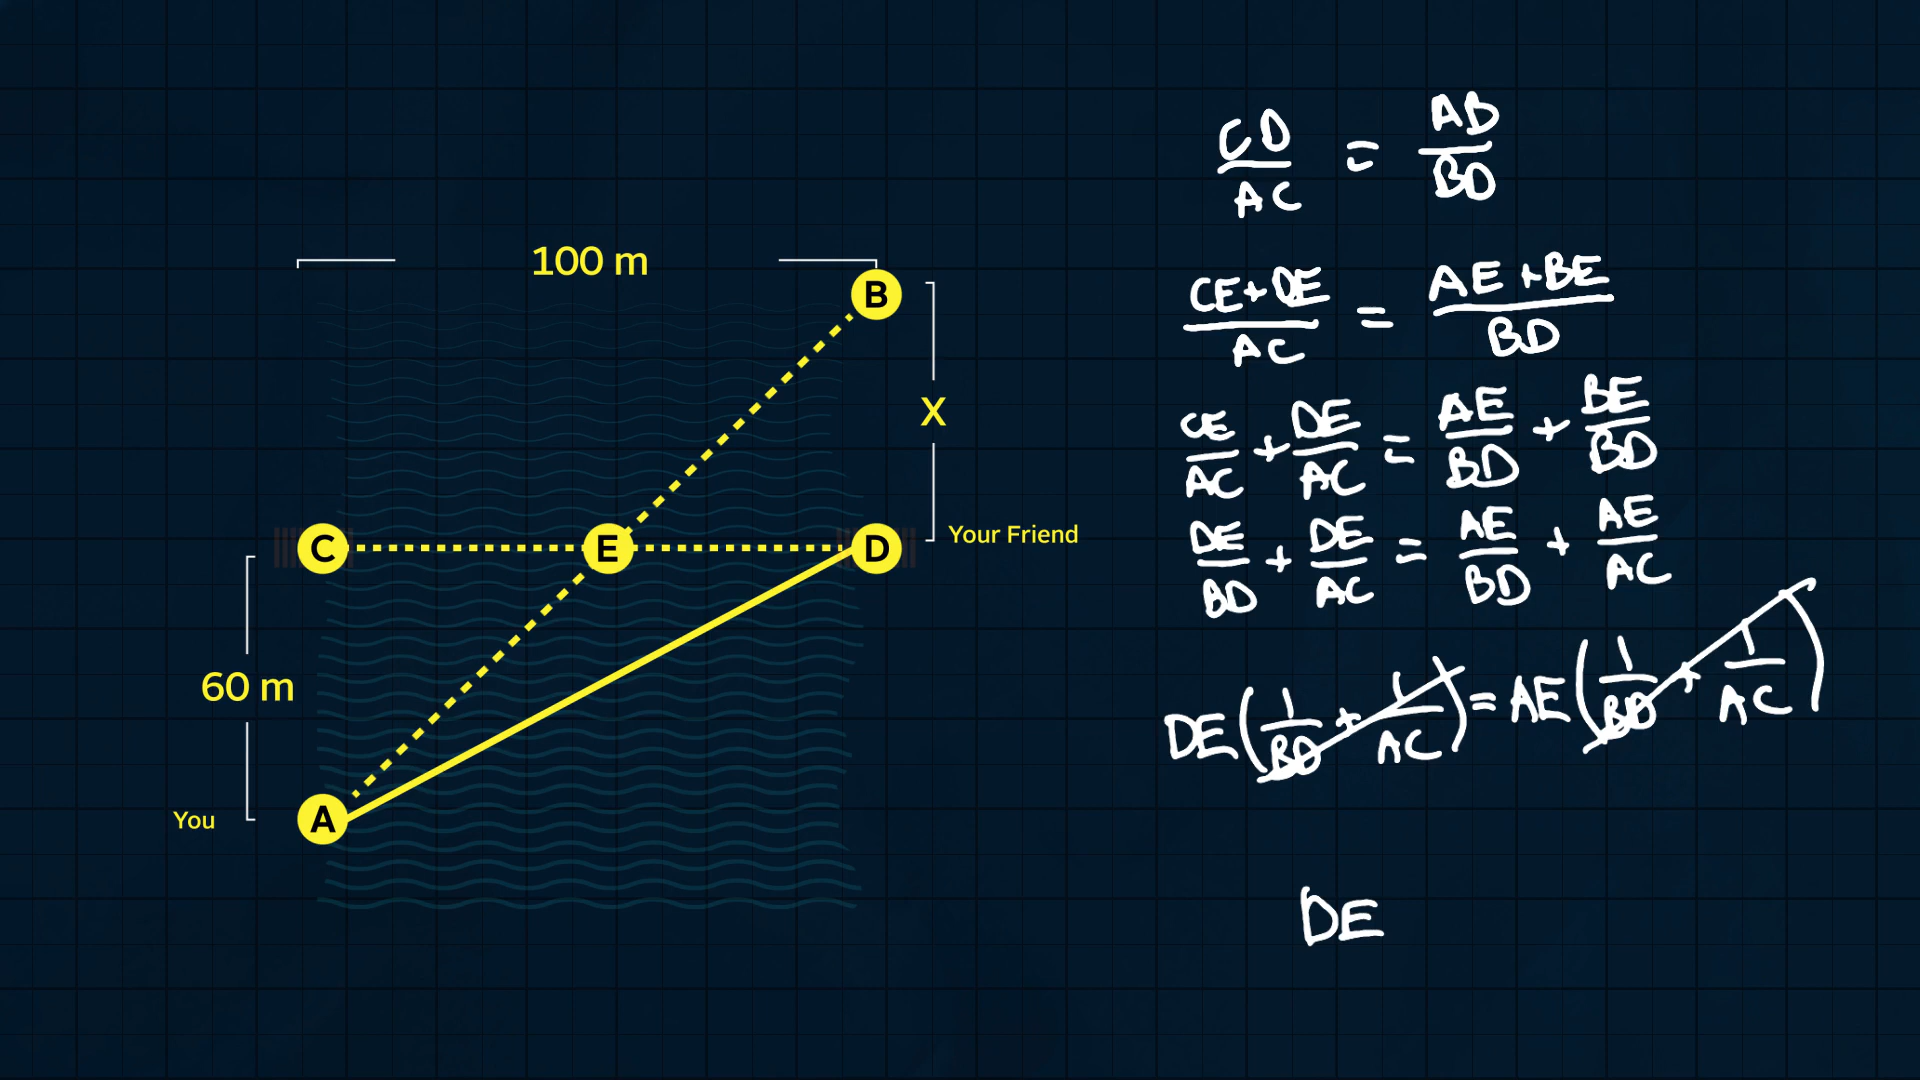 100 m
B
X
C
E
D
Your Friend
60 m
You
A
CD/AC = AB/BD
CE+DE/AC = AE+BE/BD
CE/AC + DE/AC = AE/BD + BE/BD
DE/BD + DE/AC = AE/BD + AE/AC
DE(1/BD + 1/AC) = AE(1/BD + 1/AC)
DE